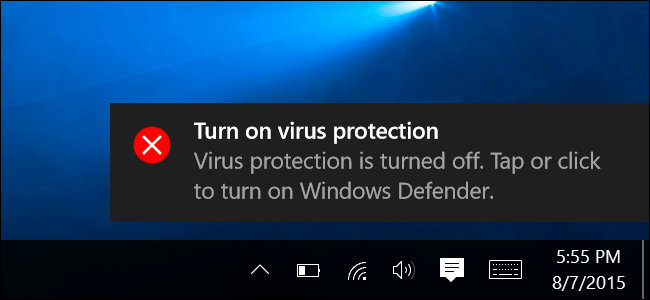 Turn on virus protection
Virus protection is turned off. Tap or click
to turn on Windows Defender.
5:55 PM
8/7/2015